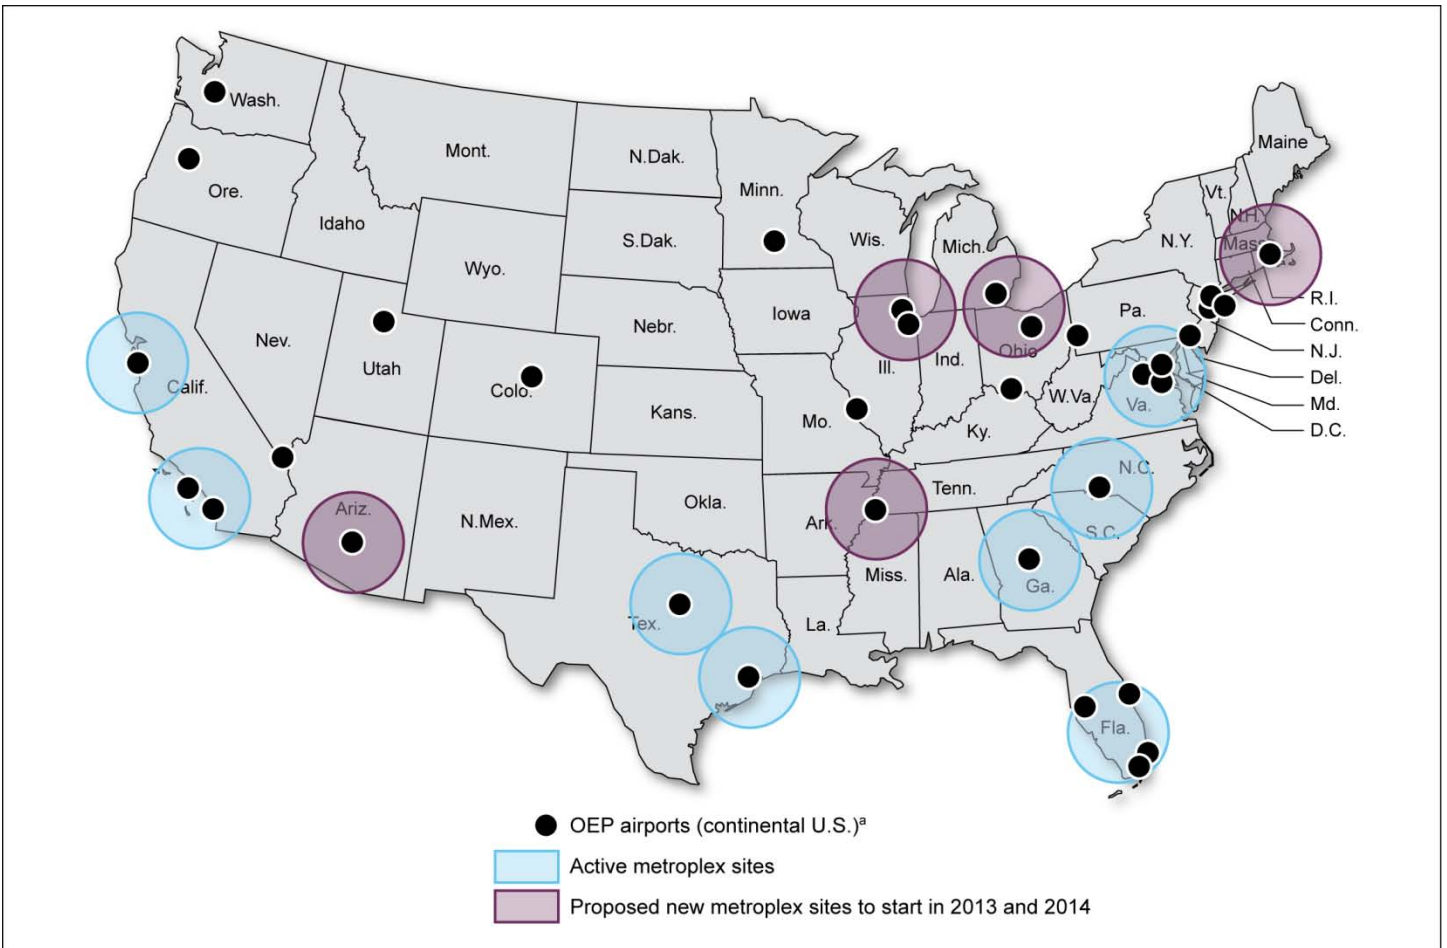 Wash.
Maine
Mont.
N.Dak.
Minn.
Ore.
Vt.
N.H.
Idaho
Wis.
Mich.
N.Y.
Mass.
S.Dak.
Wyo.
R.I.
Iowa
Pa.
Conn.
Nebr.
Nev.
N.J.
Utah
Ill.
Ind.
Ohio
Del.
Calif.
Colo.
W.Va.
Md.
Kans.
Va.
Mo.
Ky.
D.C.
N.C.
Tenn.
Okla.
Ariz.
N.Mex.
Ark.
S.C.
Miss.
Ala.
Ga.
Tex.
La.
Fla.
OEP airports (continental U.S.)ª
Active metroplex sites
Proposed new metroplex sites to start in 2013 and 2014